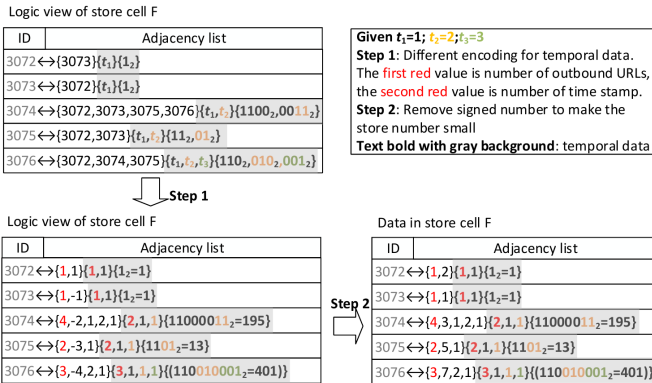 Logic view of store cell F
ID Adjacency list
3072↔{3073}{t₁}{1₂}
3073↔{3072}{t₁}{1₂}
3074↔{3072,3073,3075,3076}{t₁,t₂}{1100₂,0011₂}
3075↔{3072,3073}{t₁,t₂}{11₂,01₂}
3076↔{3072,3074,3075}{t₁,t₂,t₃}{110₂,010₂,001₂}
Given t₁=1; t₂=2;t₃=3
Step 1: Different encoding for temporal data.
The first red value is number of outbound URLs,
the second red value is number of time stamp.
Step 2: Remove signed number to make the
store number small
Text bold with gray background: temporal data
Step 1
Logic view of store cell F
ID Adjacency list
3072↔{1,1}{1,1}{1₂=1}
3073↔{1,-1}{1,1}{1₂=1}
3074↔{4,-2,1,2,1}{2,1,1}{11000011₂=195}
3075↔{2,-3,1}{2,1,1}{1101₂=13}
3076↔{3,-4,2,1}{3,1,1,1}{(110010001₂=401)}
Step 2
Data in store cell F
ID Adjacency list
3072↔{1,2}{1,1}{1₂=1}
3073↔{1,1}{1,1}{1₂=1}
3074↔{4,3,1,2,1}{2,1,1}{11000011₂=195}
3075↔{2,5,1}{2,1,1}{1101₂=13}
3076↔{3,7,2,1}{3,1,1,1}{(110010001₂=401)}